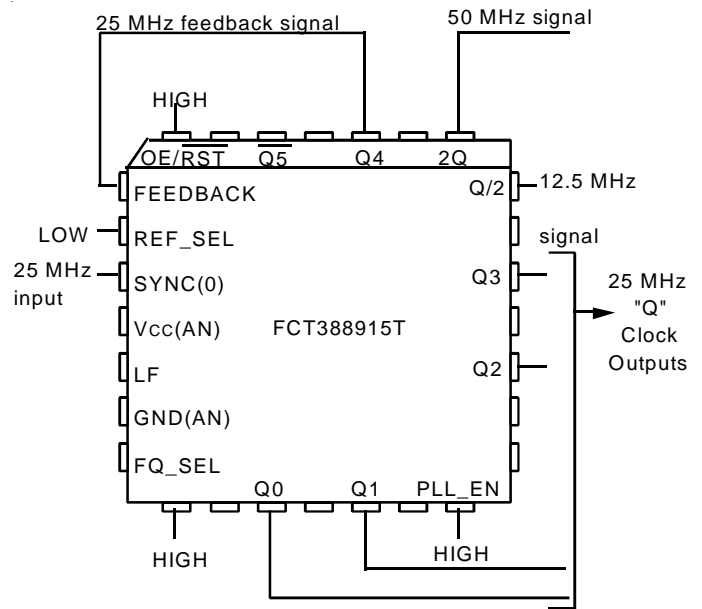 25 MHz feedback signal
50 MHz signal
HIGH
OE/RST
Q5
Q4
2Q
FEEDBACK
Q/2
12.5 MHz
LOW
REF_SEL
signal
25 MHz
input
SYNC(0)
Q3
25 MHz
"Q"
Clock
Outputs
VCC(AN)
FCT388915T
LF
Q2
GND(AN)
FQ_SEL
Q0
Q1
PLL_EN
HIGH
HIGH